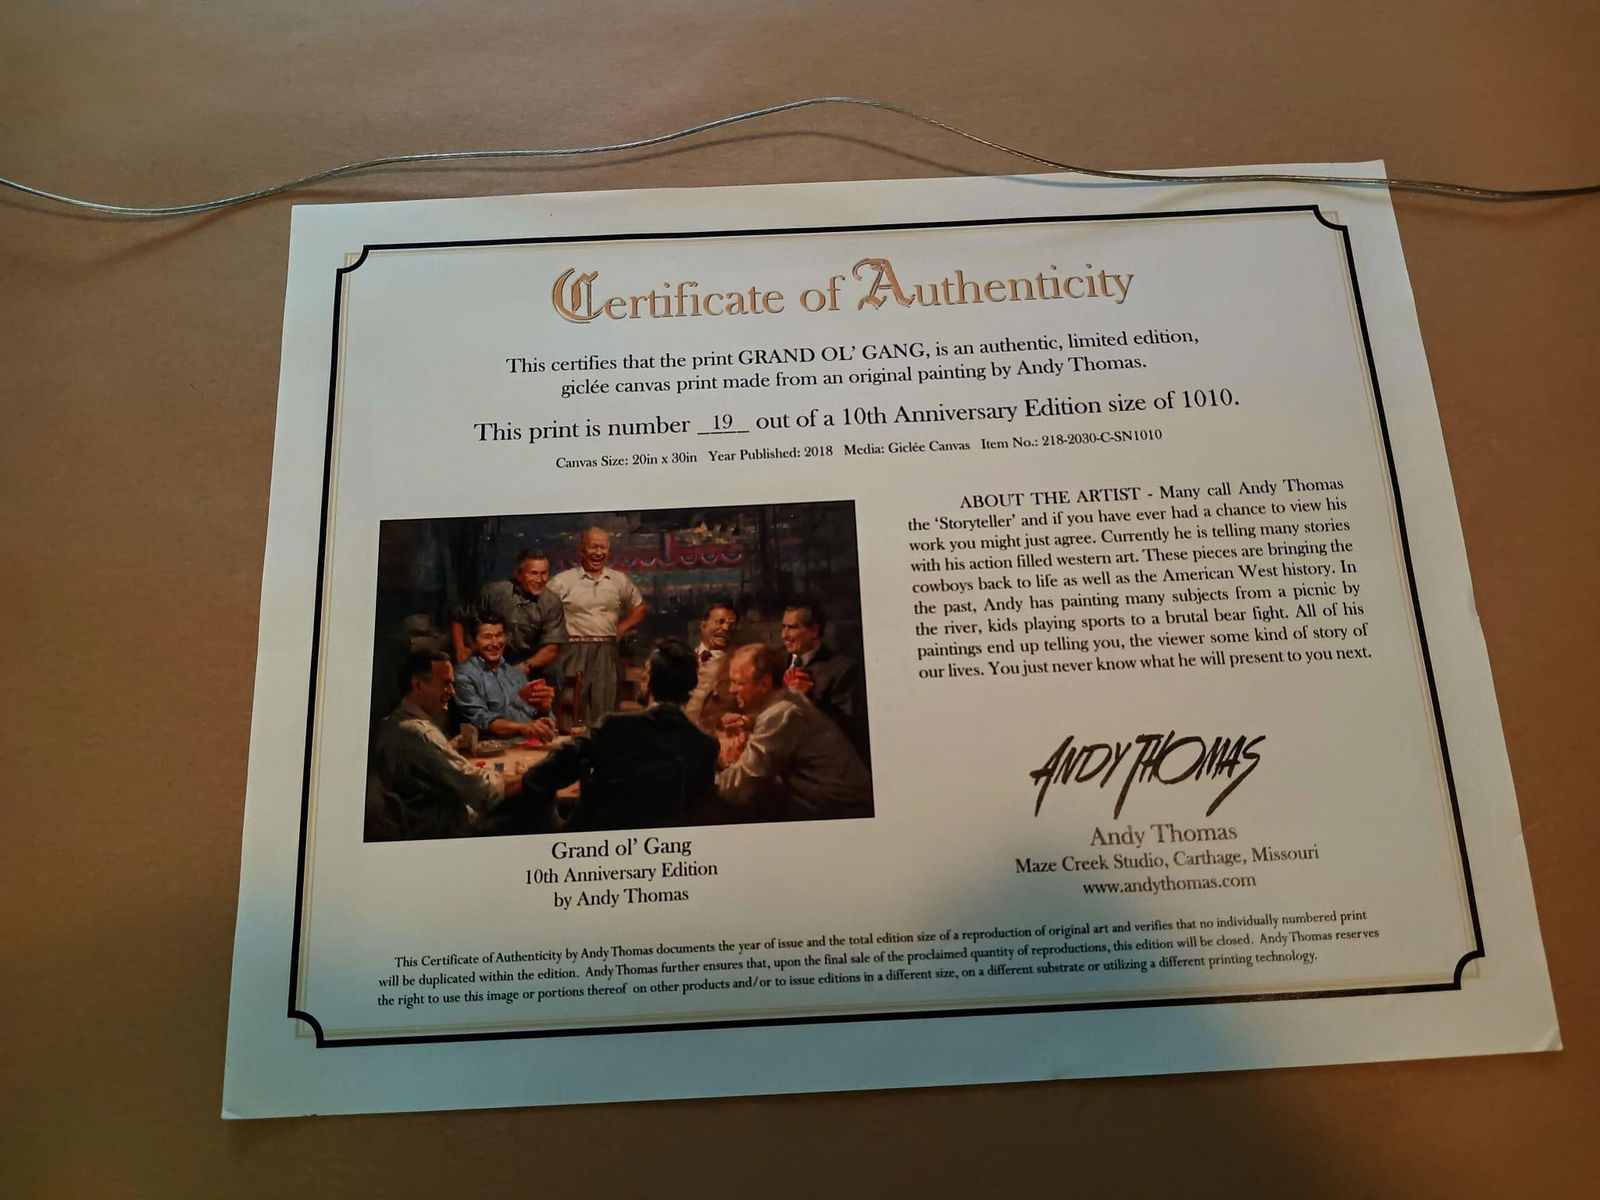 Certificate of Authenticity
This certifies that the print GRAND OL' GANG, is an authentic, limited edition,
giclée canvas print made from an original painting by Andy Thomas.
This print is number _19_ out of a 10th Anniversary Edition size of 1010.
Canvas Size: 20in x 30in Year Published: 2018 Media: Giclée Canvas Item No.: 218-2030-C-SN1010
ABOUT THE ARTIST - Many call Andy Thomas
the 'Storyteller' and if you have ever had a chance to view his
work you might just agree. Currently he is telling many stories
with his action filled western art. These pieces are bringing the
cowboys back to life as well as the American West history. In
the past, Andy has painting many subjects from a picnic by
the river, kids playing sports to a brutal bear fight. All of his
paintings end up telling you, the viewer some kind of story of
our lives. You just never know what he will present to you next.
ANDY THOMAS
Andy Thomas
Maze Creek Studio, Carthage, Missouri
www.andythomas.com
Grand ol' Gang
10th Anniversary Edition
by Andy Thomas
This Certificate of Authenticity by Andy Thomas documents the year of issue and the total edition size of a reproduction of original art and verifies that no individually numbered print
will be duplicated within the edition. Andy Thomas further ensures that, upon the final sale of the proclaimed quantity of reproductions, this edition will be closed. Andy Thomas reserves
the right to use this image or portions thereof on other products and/or to issue editions in a different size, on a different substrate or utilizing a different printing technology.